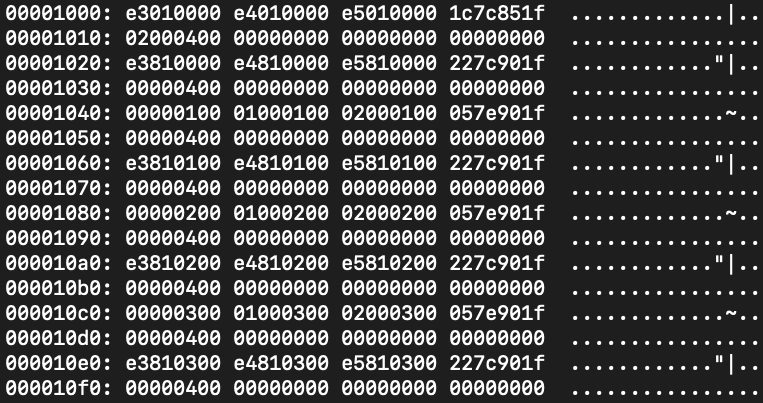 00001000: e3010000 e4010000 e5010000 1c7c851f  .............|..
00001010: 02000400 00000000 00000000 00000000  ................
00001020: e3810000 e4810000 e5810000 227c901f  ............"|..
00001030: 00000400 00000000 00000000 00000000  ................
00001040: 00000100 01000100 02000100 057e901f  .............~..
00001050: 00000400 00000000 00000000 00000000  ................
00001060: e3810100 e4810100 e5810100 227c901f  ............"|..
00001070: 00000400 00000000 00000000 00000000  ................
00001080: 00000200 01000200 02000200 057e901f  .............~..
00001090: 00000400 00000000 00000000 00000000  ................
000010a0: e3810200 e4810200 e5810200 227c901f  ............"|..
000010b0: 00000400 00000000 00000000 00000000  ................
000010c0: 00000300 01000300 02000300 057e901f  .............~..
000010d0: 00000400 00000000 00000000 00000000  ................
000010e0: e3810300 e4810300 e5810300 227c901f  ............"|..
000010f0: 00000400 00000000 00000000 00000000  ................